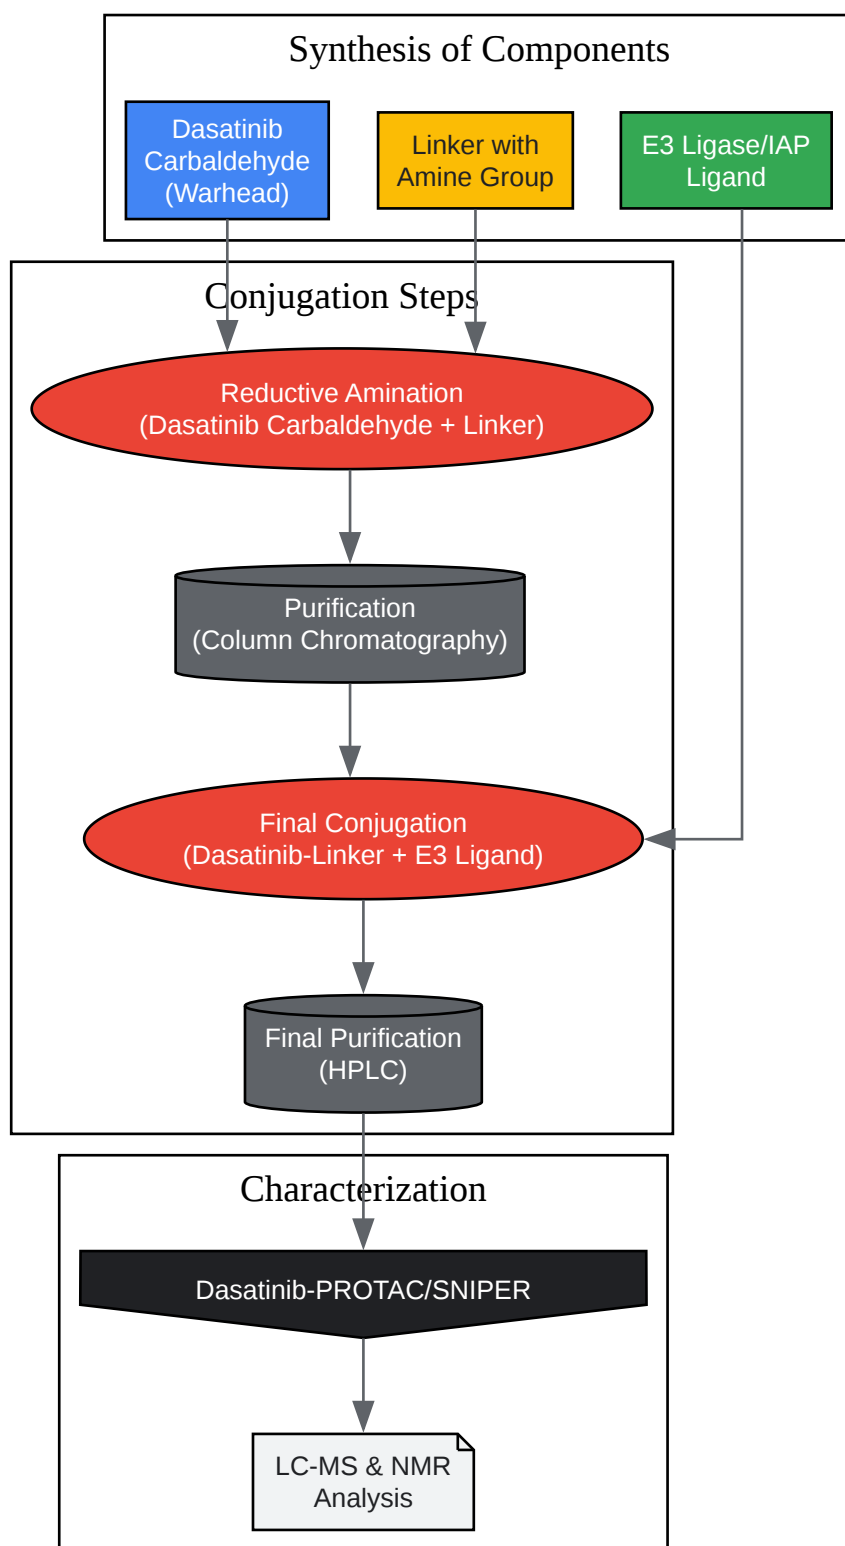 Synthesis of Components
Dasatinib
Carbaldehyde
(Warhead)
Linker with
Amine Group
E3 Ligase/IAP
Ligand
Conjugation Steps
Reductive Amination
(Dasatinib Carbaldehyde + Linker)
Purification
(Column Chromatography)
Final Conjugation
(Dasatinib-Linker + E3 Ligand)
Final Purification
(HPLC)
Characterization
Dasatinib-PROTAC/SNIPER
LC-MS & NMR
Analysis